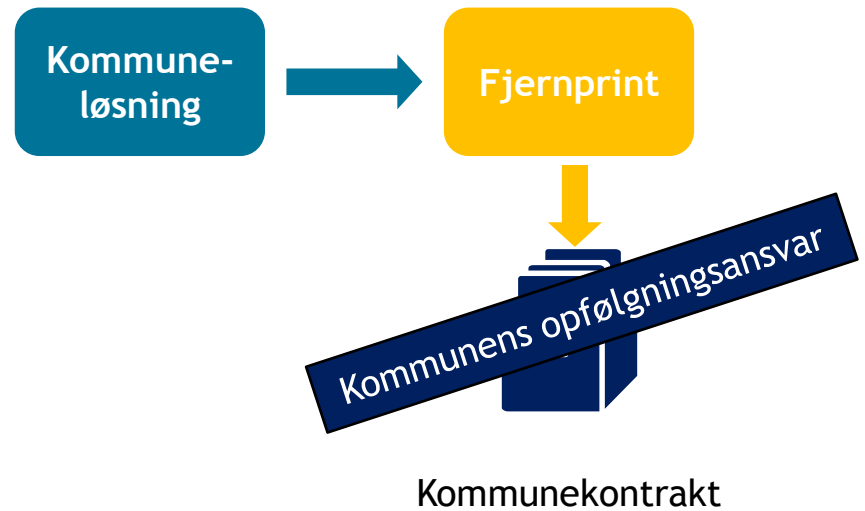 Kommune-
løsning
Fjernprint
Kommunens opfølgningsansvar
Kommunekontrakt